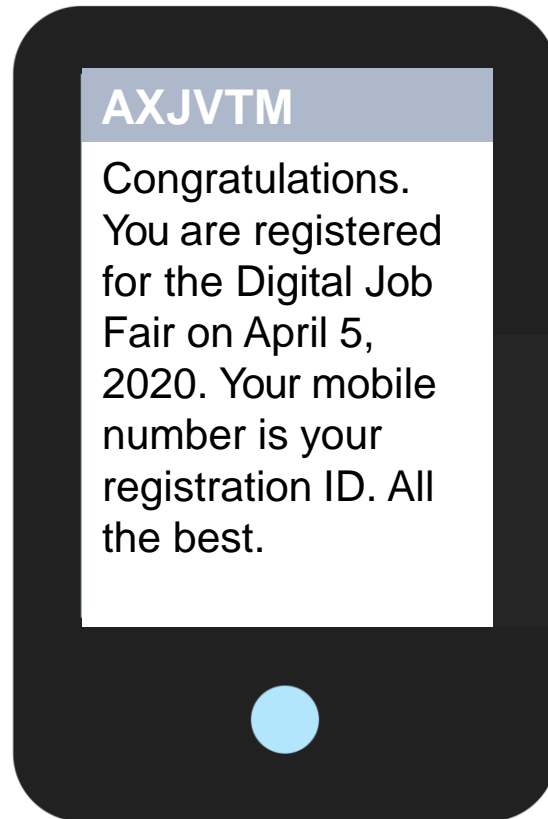 AXJVTM
Congratulations.
You are registered
for the Digital Job
Fair on April 5,
2020. Your mobile
number is your
registration ID. All
the best.